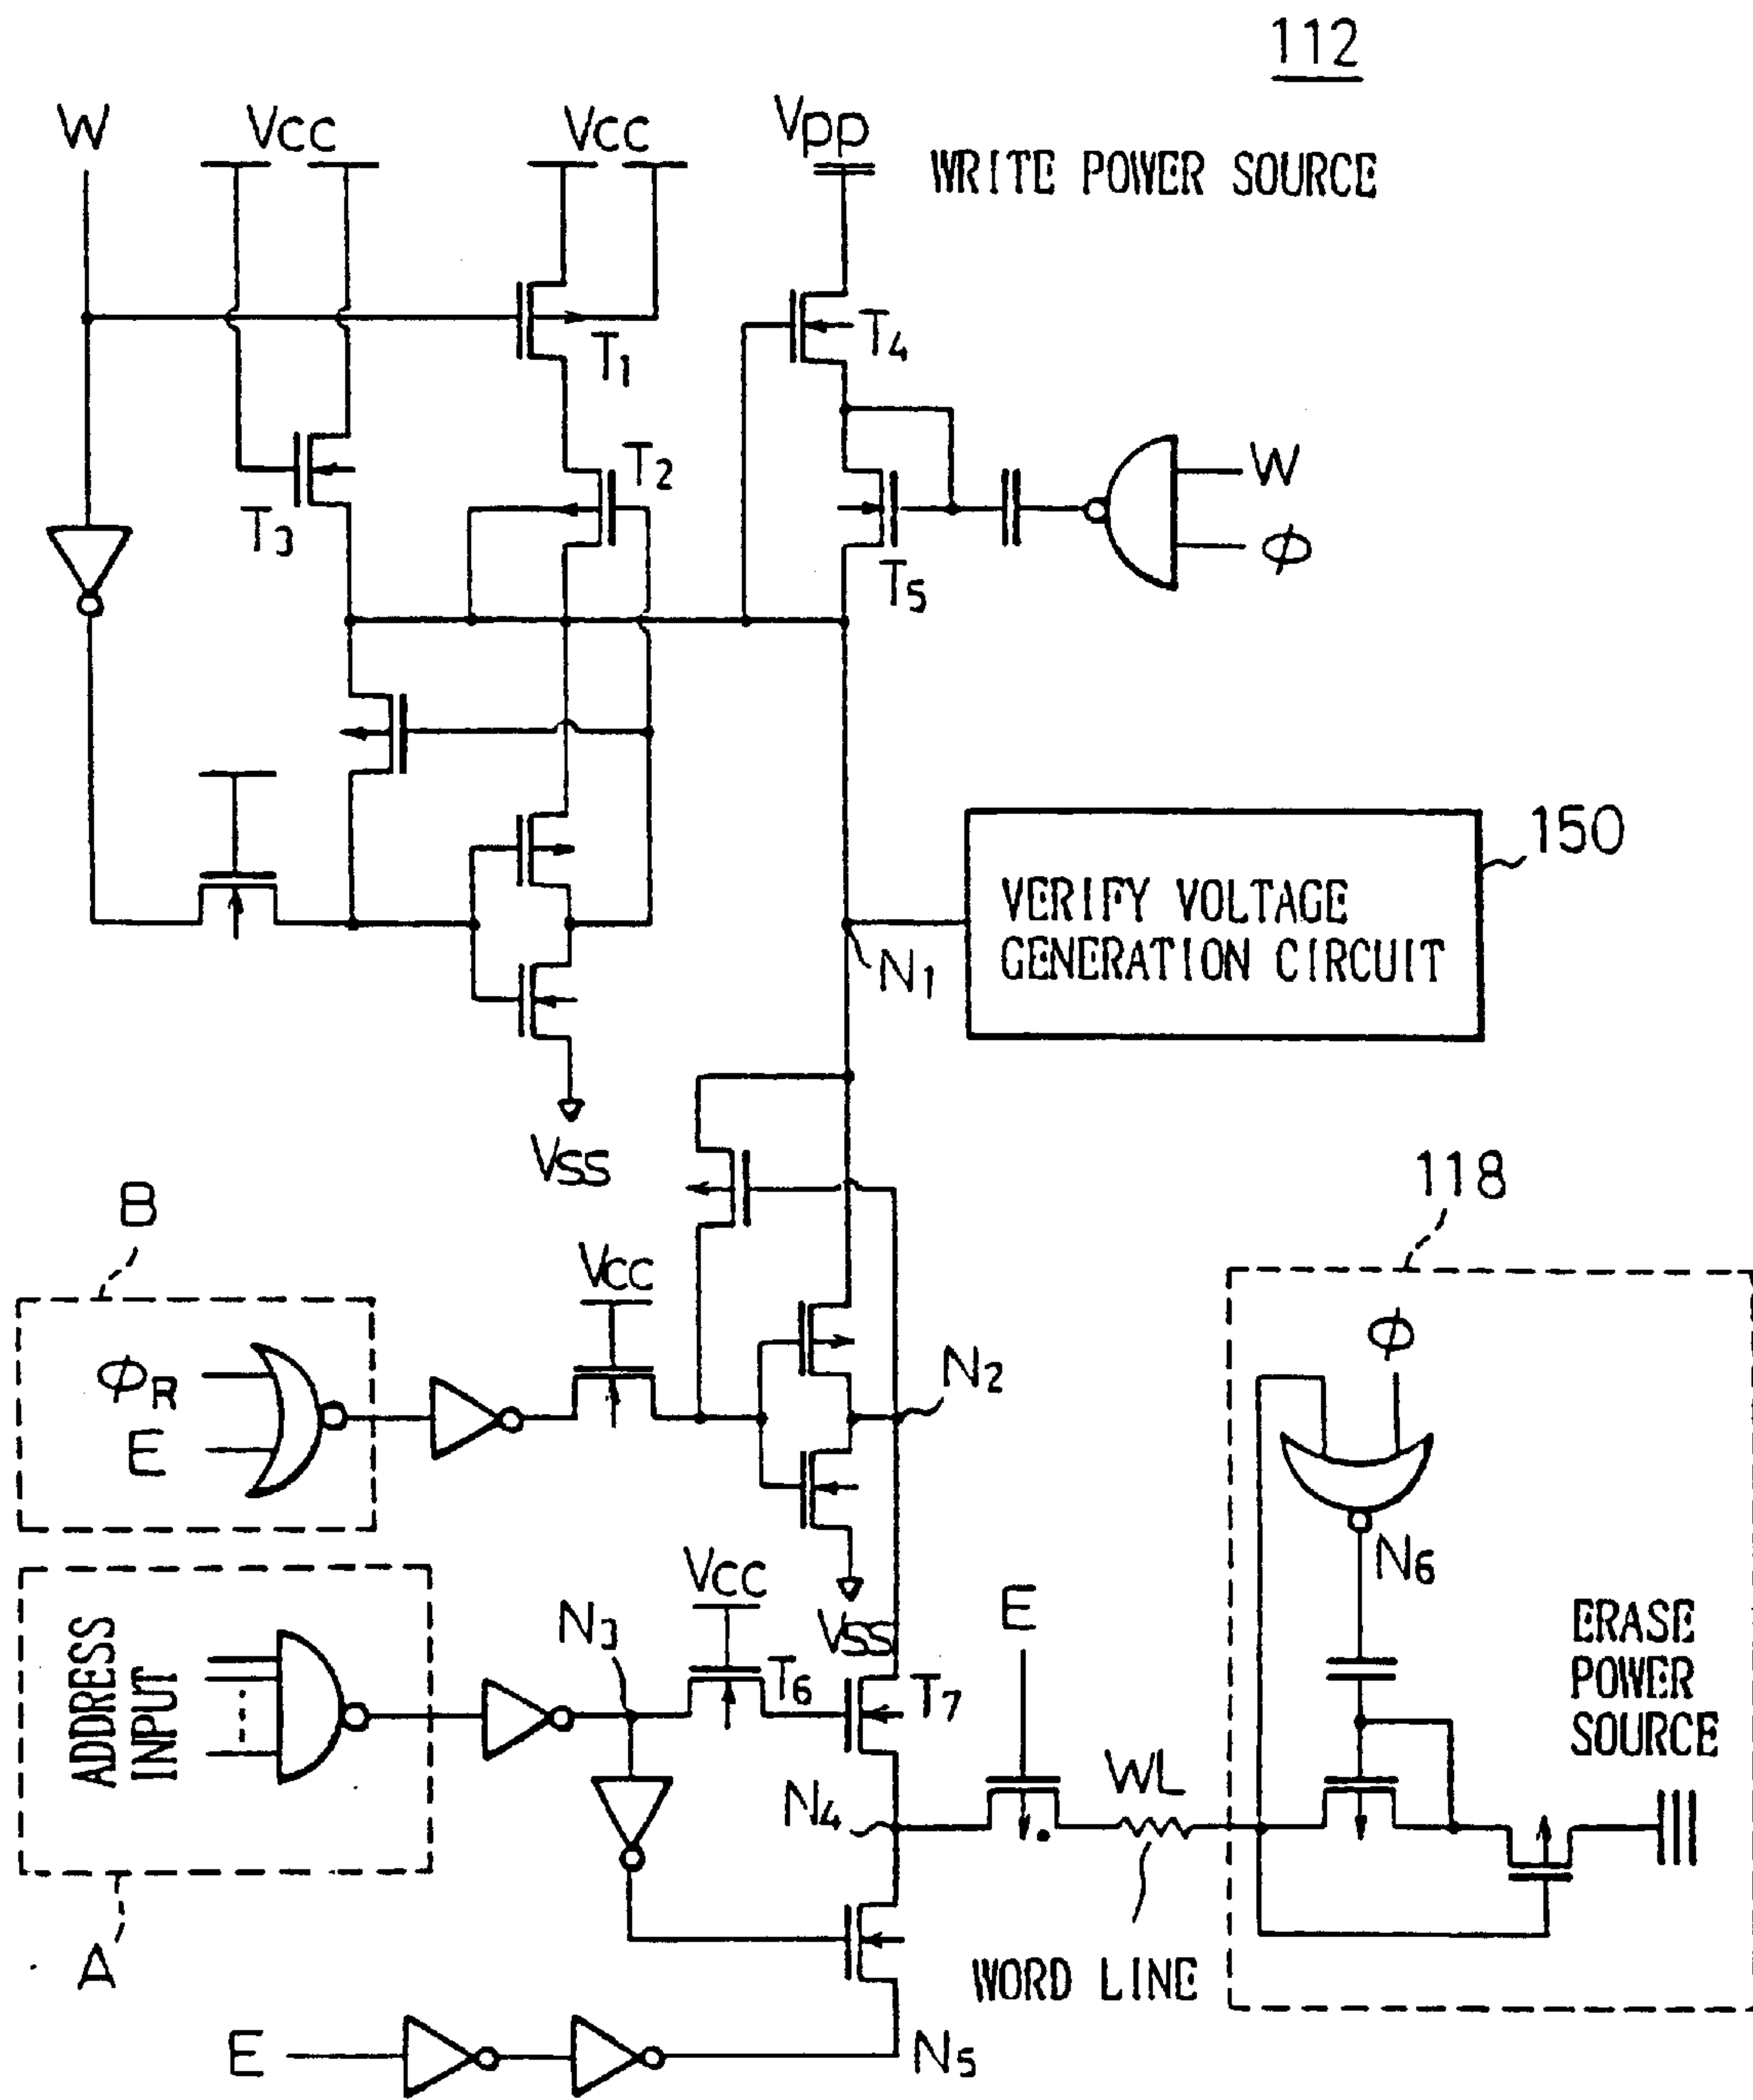 112
W
Vcc
Vcc
Vpp
WRITE POWER SOURCE
T1
T4
T2
T3
W
φ
T5
150
VERIFY VOLTAGE
GENERATION CIRCUIT
N1
Vss
118
B
Vcc
φ
φR
E
N2
N6
Vcc
ERASE
POWER
SOURCE
N3
Vss
E
ADDRESS
INPUT
T6
T7
WL
N4
A
WORD LINE
E
N5